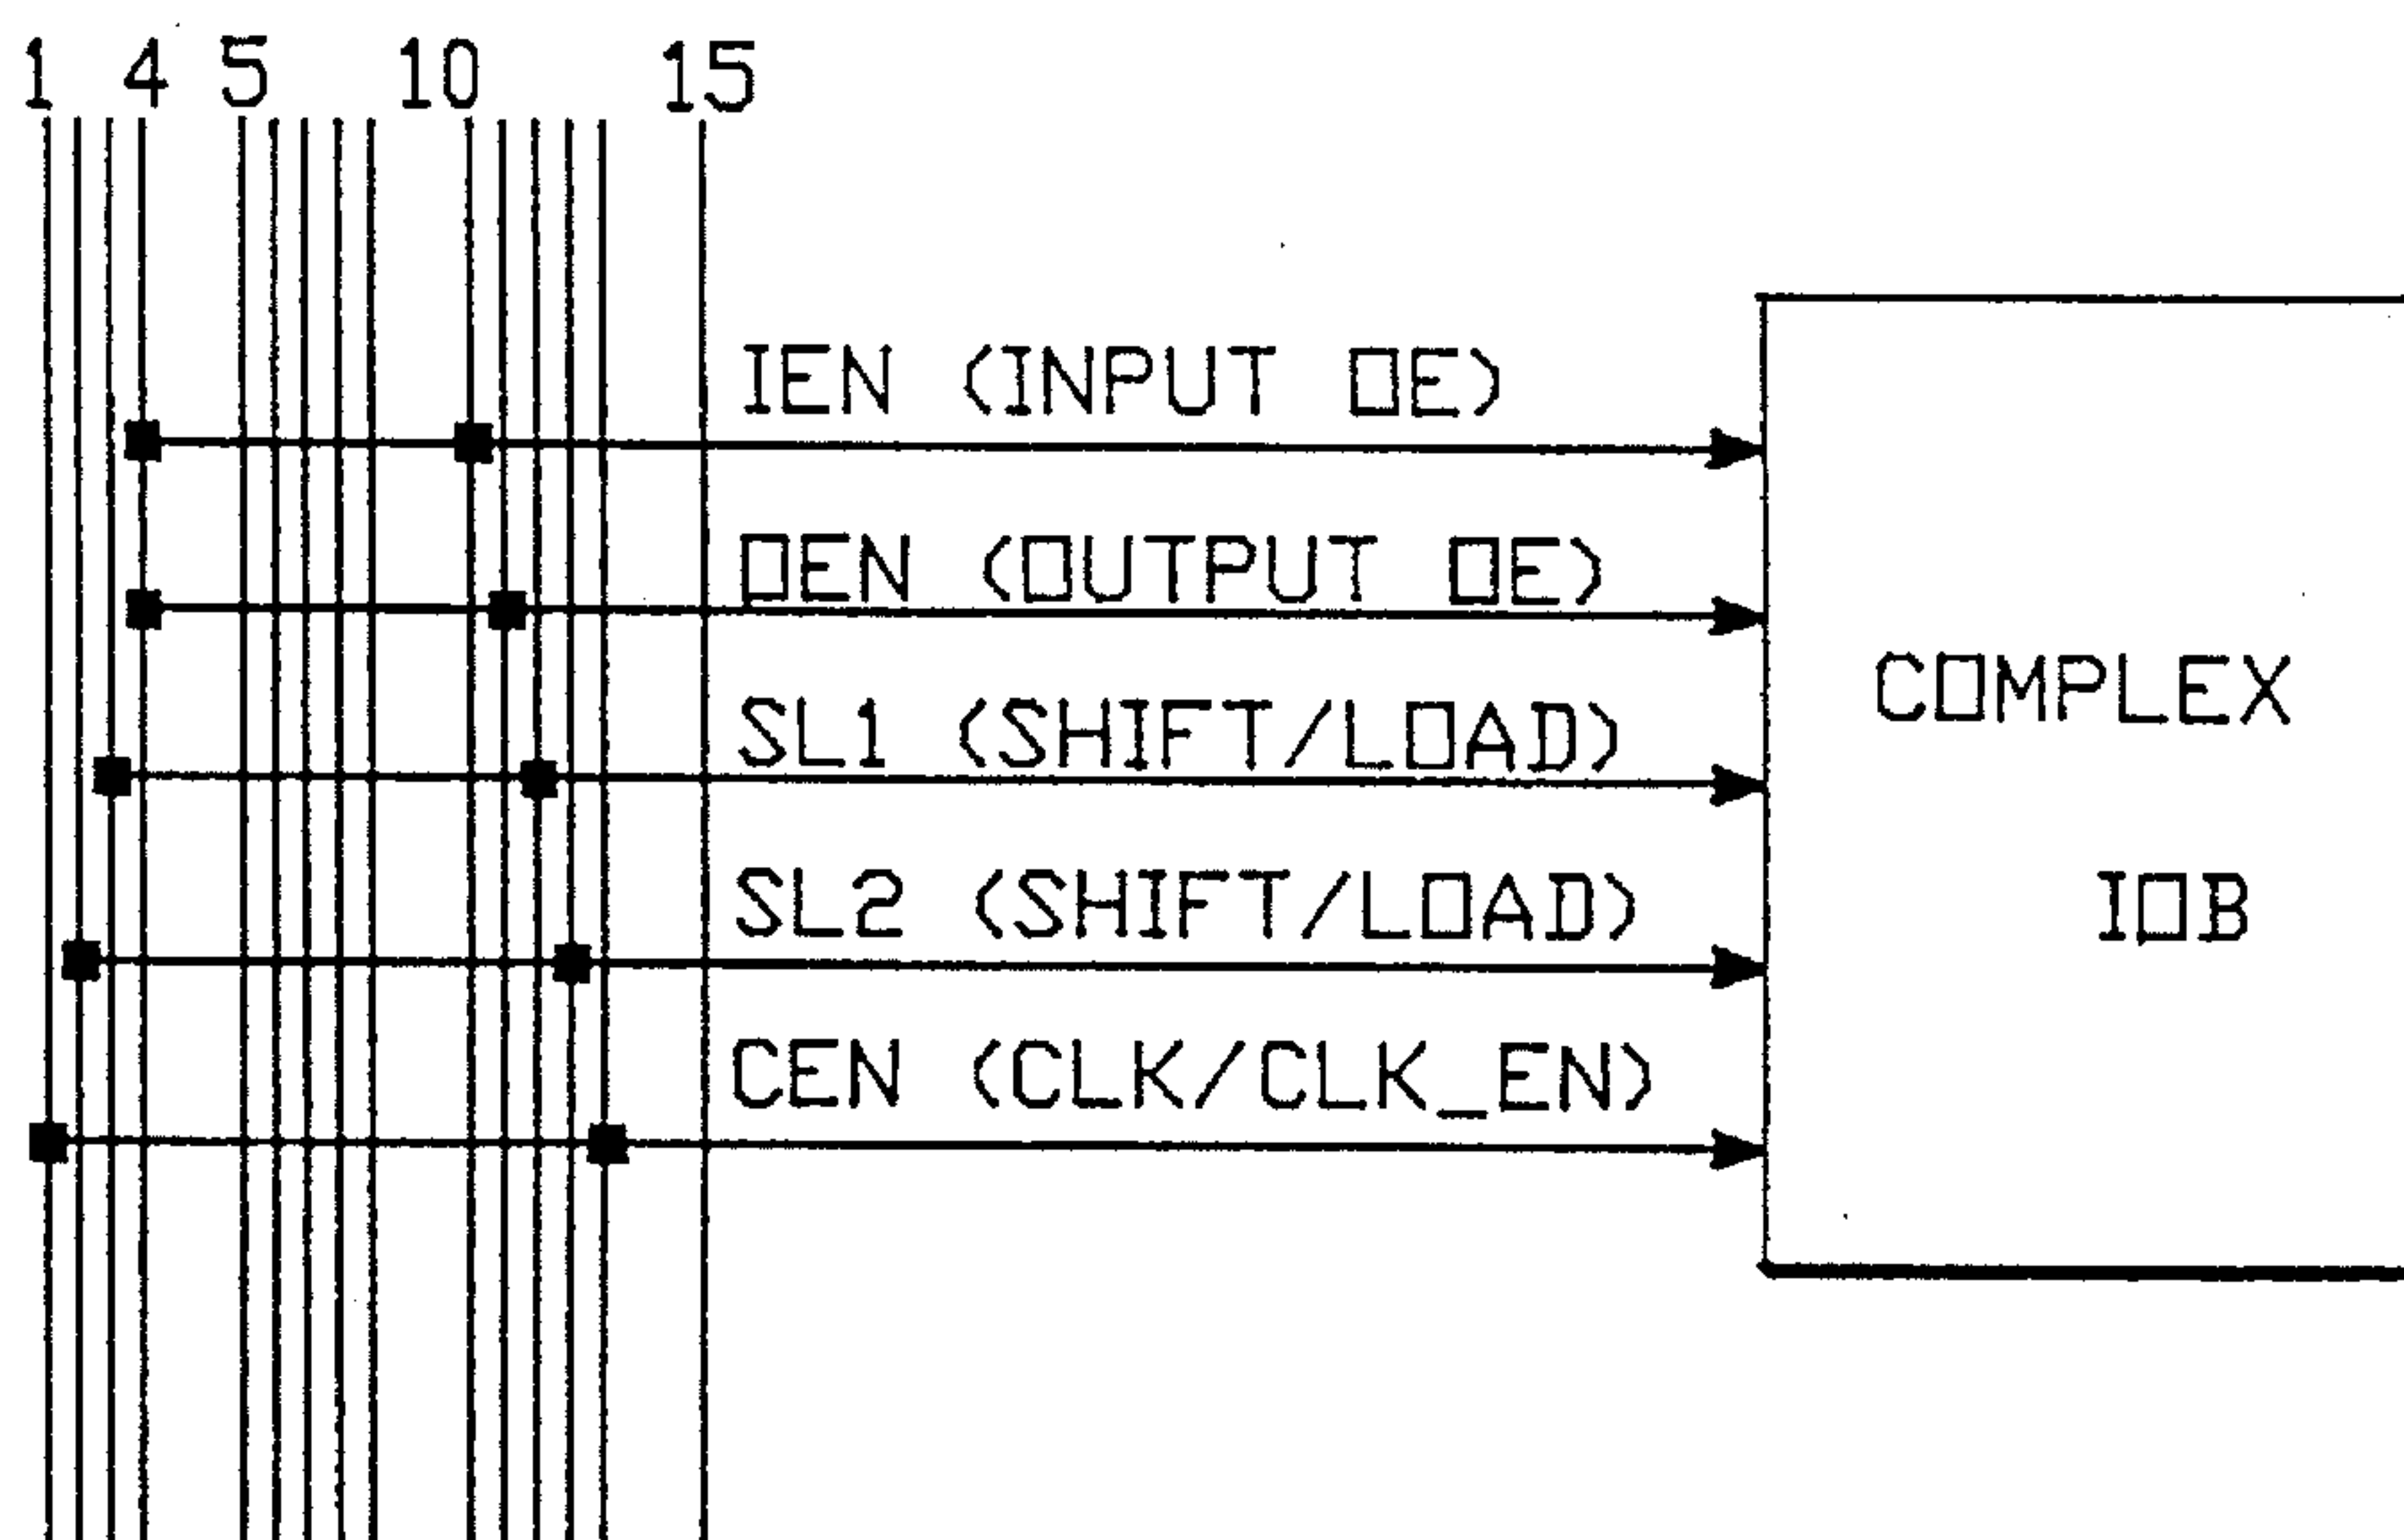 1 4 5 10 15
IEN (INPUT OE)
OEN (OUTPUT OE)
SL1 (SHIFT/LOAD)
SL2 (SHIFT/LOAD)
CEN (CLK/CLK_EN)
COMPLEX
IOB